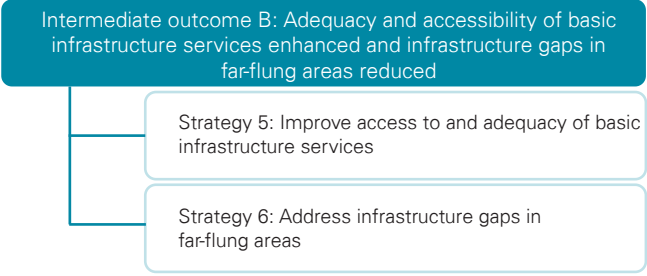 Intermediate outcome B: Adequacy and accessibility of basic
infrastructure services enhanced and infrastructure gaps in
far-flung areas reduced
Strategy 5: Improve access to and adequacy of basic
infrastructure services
Strategy 6: Address infrastructure gaps in
far-flung areas